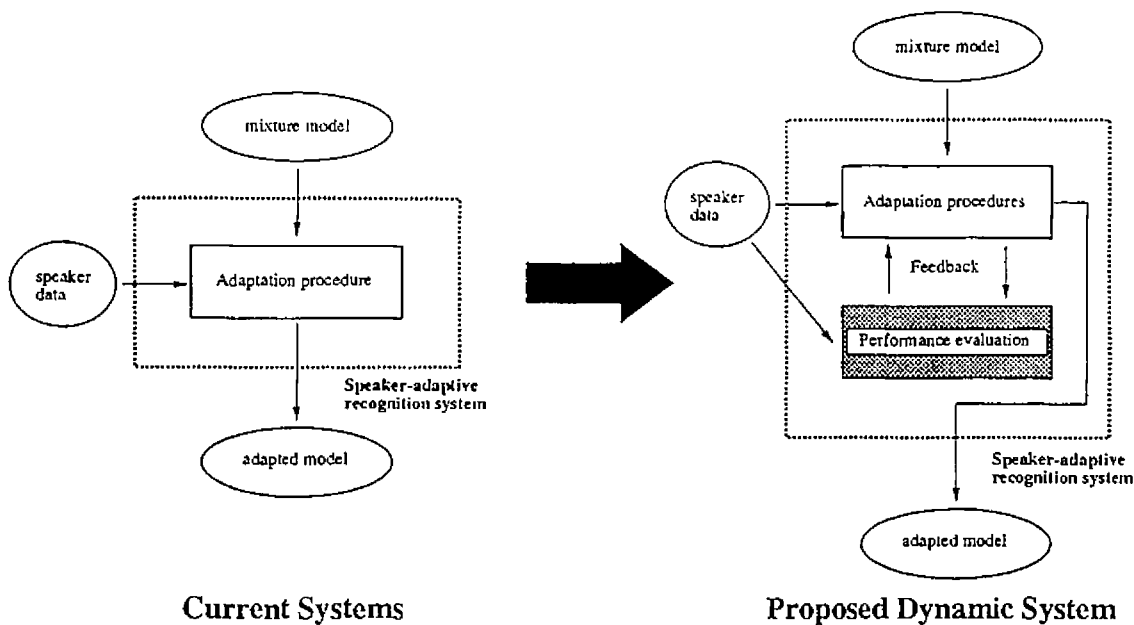 mixture model
speaker
data
Adaptation procedure
Speaker-adaptive
recognition system
adapted model
Current Systems
mixture model
speaker
data
Adaptation procedures
Feedback
Performance evaluation
Speaker-adaptive
recognition system
adapted model
Proposed Dynamic System